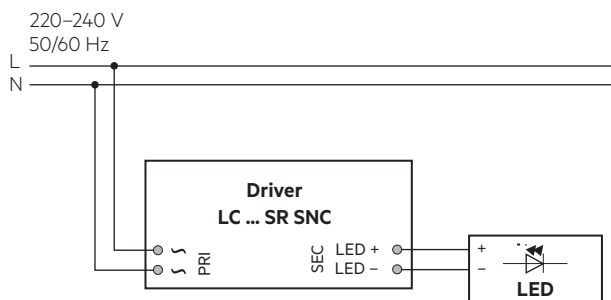 220–240 V
50/60 Hz
L
N
Driver
LC ... SR SNC
~ PRI SEC LED + +
~ LED – –
LED